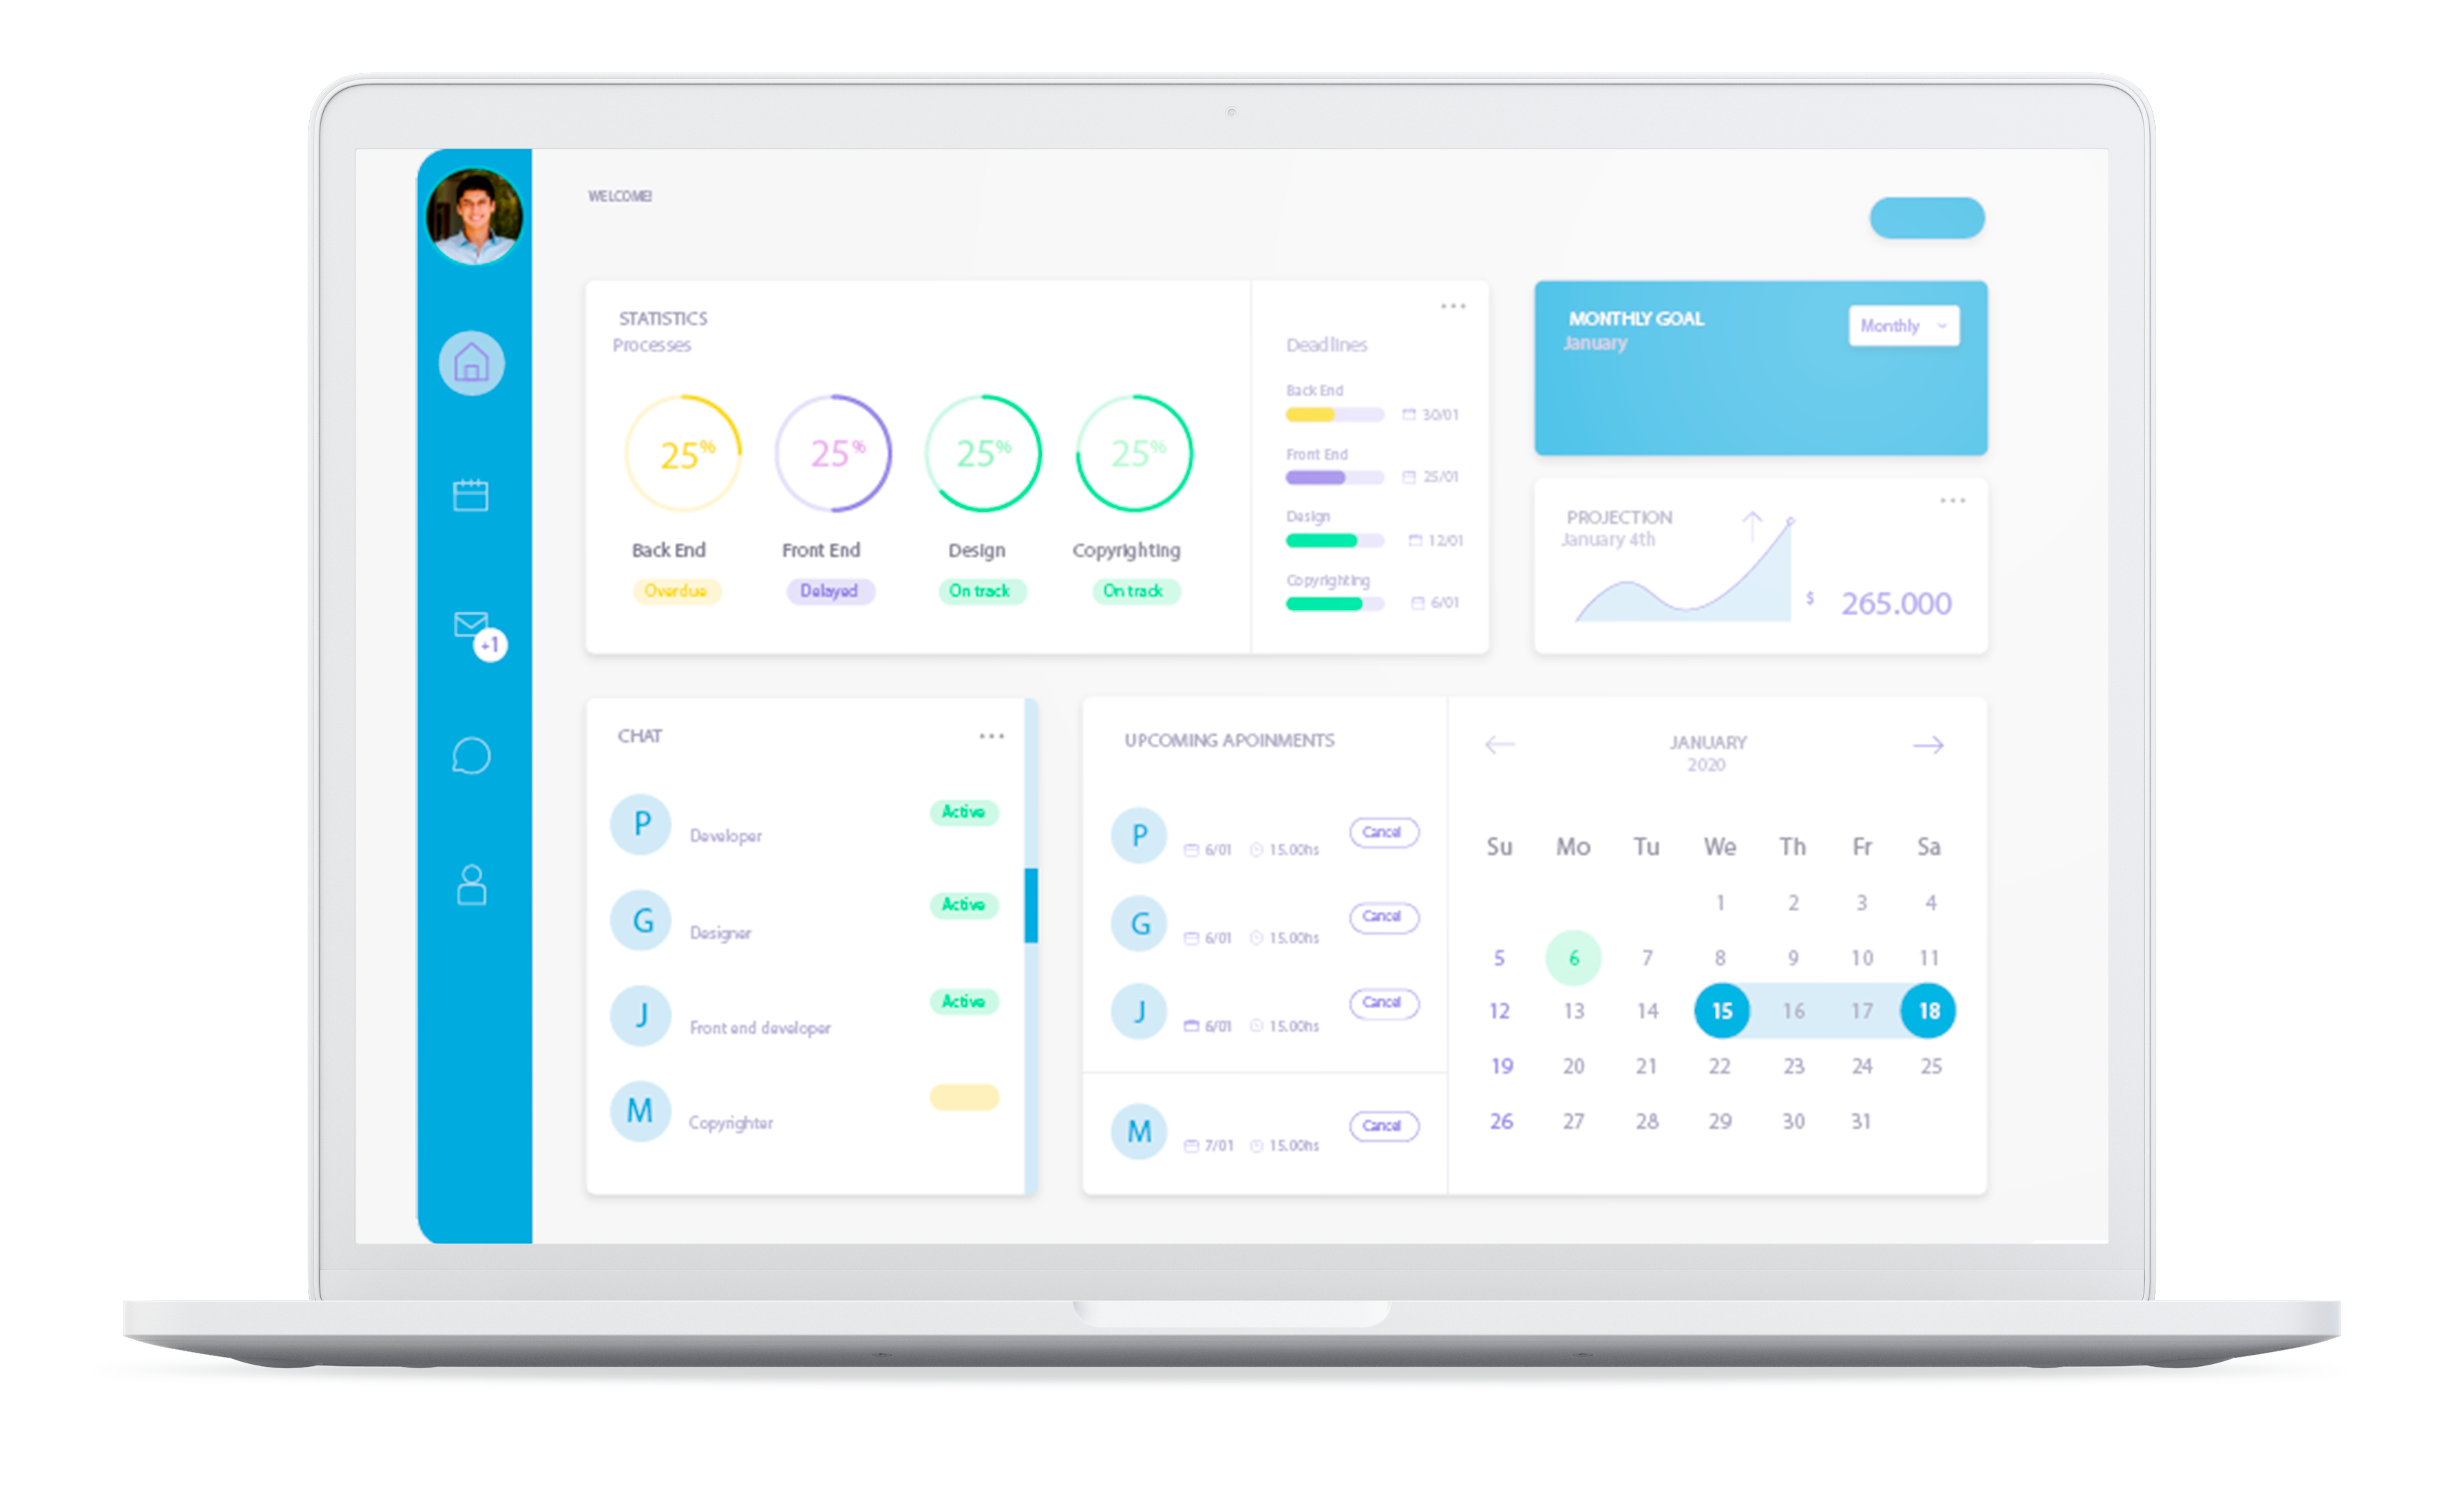 WELCOME!
STATISTICS
Processes
25%
25%
25%
25%
Back End
Front End
Design
Copyrighting
Overdue
Delayed
On track
On track
Deadlines
Back End
30/01
Front End
25/01
Design
12/01
Copyrighting
6/01
MONTHLY GOAL
January
Monthly
PROJECTION
January 4th
$ 265.000
+1
CHAT
P
Developer
Active
G
Designer
Active
J
Front end developer
Active
M
Copyrighter
UPCOMING APOINMENTS
P
6/01 15.00hs
Cancel
G
6/01 15.00hs
Cancel
J
6/01 15.00hs
Cancel
M
7/01 15.00hs
Cancel
JANUARY
2020
Su Mo Tu We Th Fr Sa
1 2 3 4
5 6 7 8 9 10 11
12 13 14 15 16 17 18
19 20 21 22 23 24 25
26 27 28 29 30 31